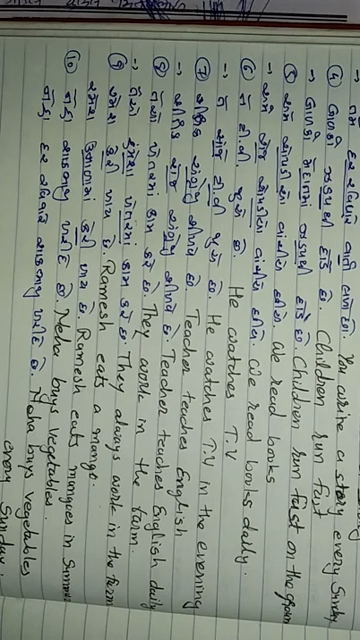 → તમે દર રવિવારે વાર્તા લખો છો. You write a story every Sunday
④ બાળકો ઝડપથી દોડે છે. Children run fast
→ બાળકો મેદાનમાં ઝડપથી દોડે છે. Children run fast on the
⑤ અમે ચોપડીઓ વાંચીએ છીએ. We read books
→ અમે રોજ ચોપડીઓ વાંચીએ છીએ. We read books daily.
⑥ તે ટી.વી. જુએ છે. He watches T.V
→ તે સાંજે ટી.વી. જુએ છે. He watches T.V in the evening
⑦ શિક્ષક અંગ્રેજી શીખવે છે. Teacher teaches English
→ શિક્ષક રોજ અંગ્રેજી શીખવે છે. Teacher teaches English daily
⑧ તેઓ ખેતરમાં કામ કરે છે. They work in the farm.
→ તેઓ હંમેશા ખેતરમાં કામ કરે છે. They always work in the farm
⑨ રમેશ કેરી ખાય છે. Ramesh eats a mango.
રમેશ ઉનાળામાં કેરી ખાય છે. Ramesh eats mangoes in Summer
⑩ નેહા શાકભાજી ખરીદે છે. Neha buys vegetables.
નેહા દર રવિવારે શાકભાજી ખરીદે છે. Neha buys vegetables
every Sunday.